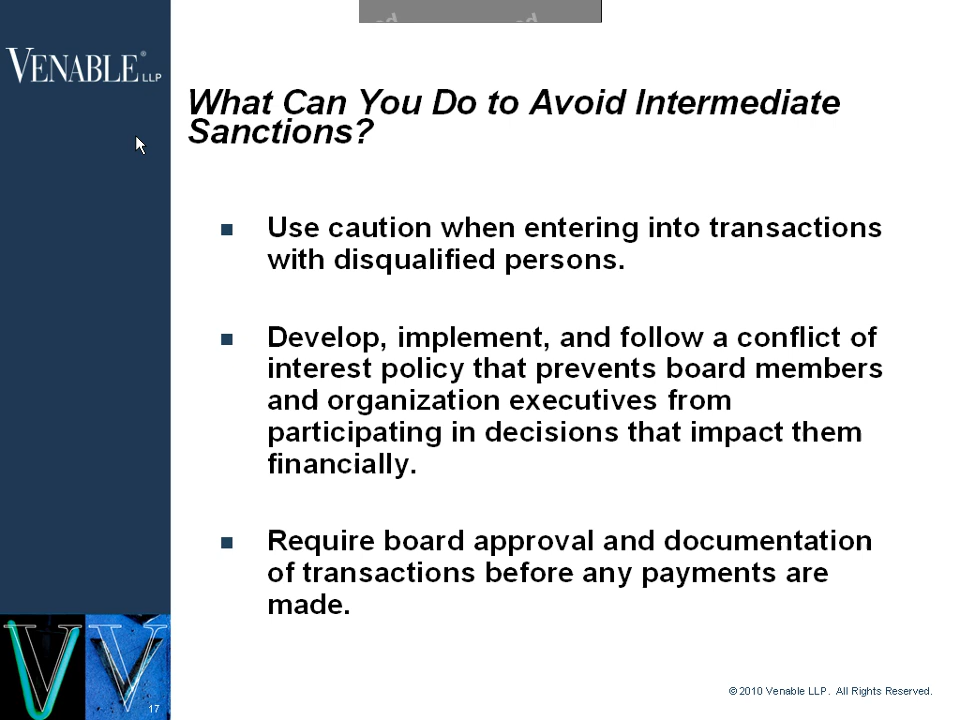 VENABLE® LLP
What Can You Do to Avoid Intermediate
Sanctions?
Use caution when entering into transactions
with disqualified persons.
Develop, implement, and follow a conflict of
interest policy that prevents board members
and organization executives from
participating in decisions that impact them
financially.
Require board approval and documentation
of transactions before any payments are
made.
17
© 2010 Venable LLP. All Rights Reserved.